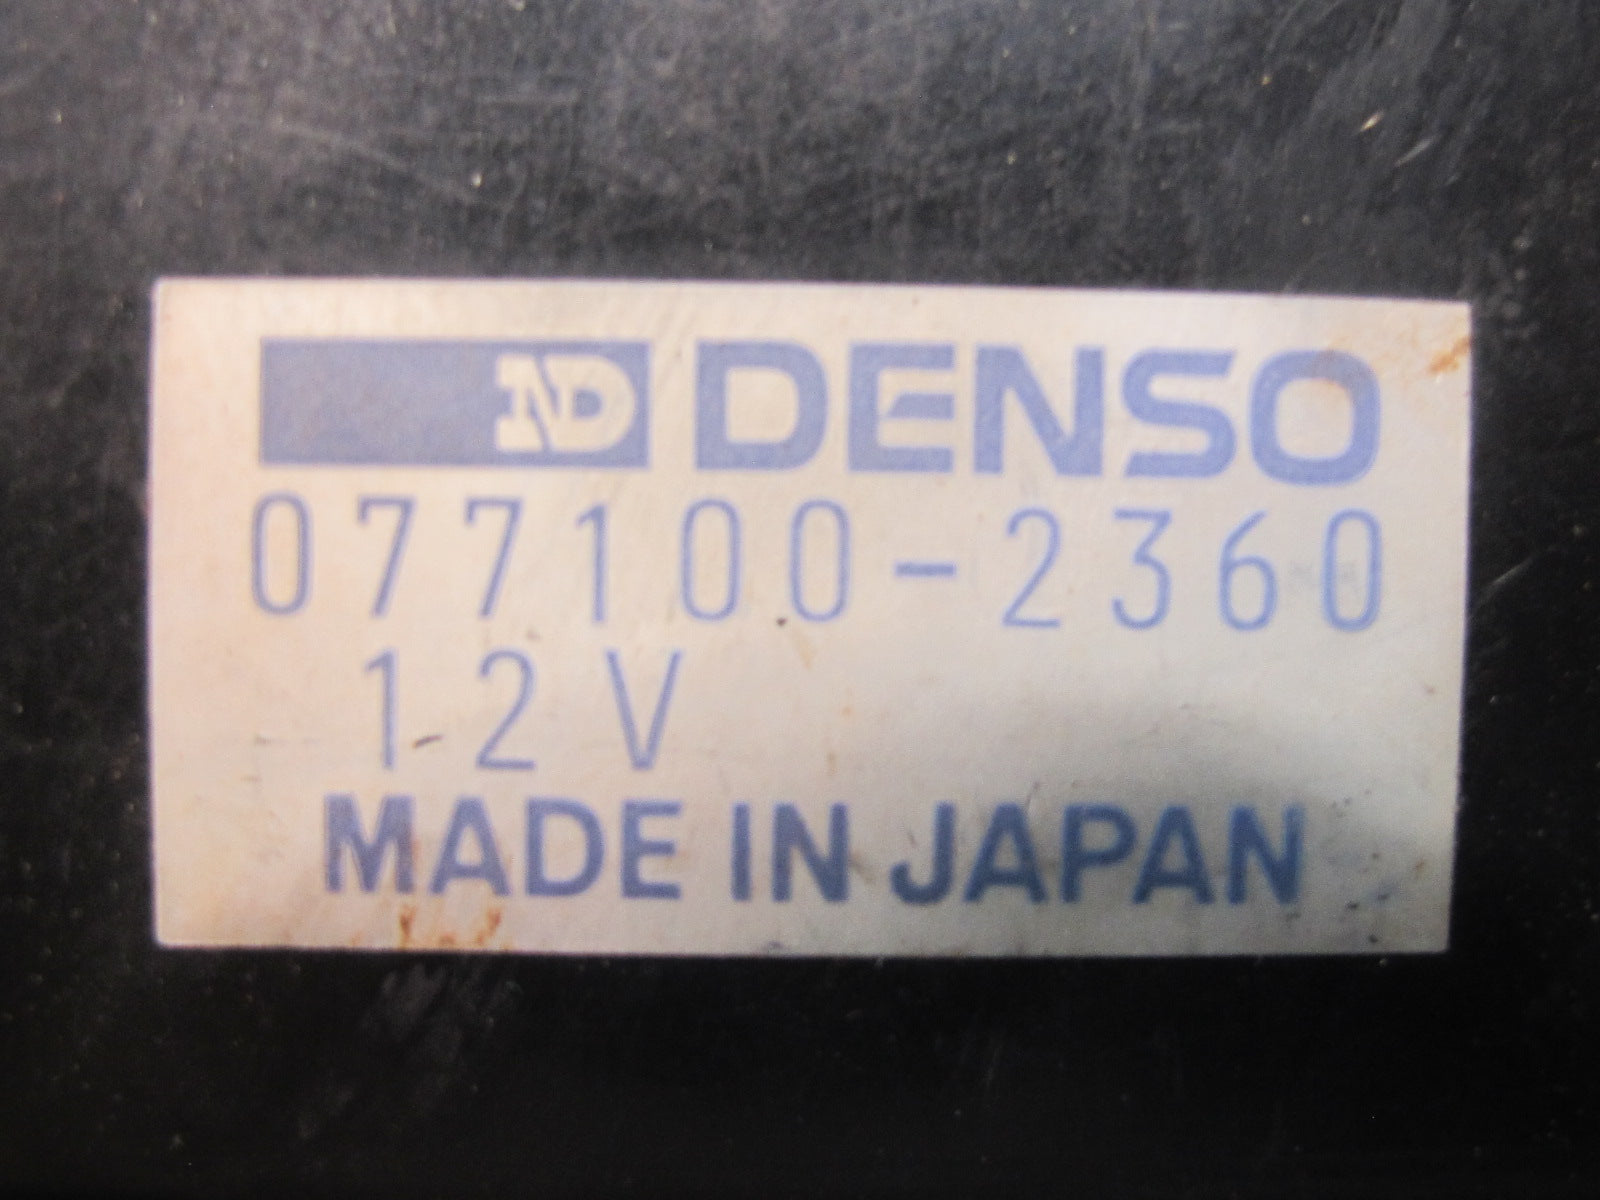 ND DENSO
077100-2360
12V
MADE IN JAPAN